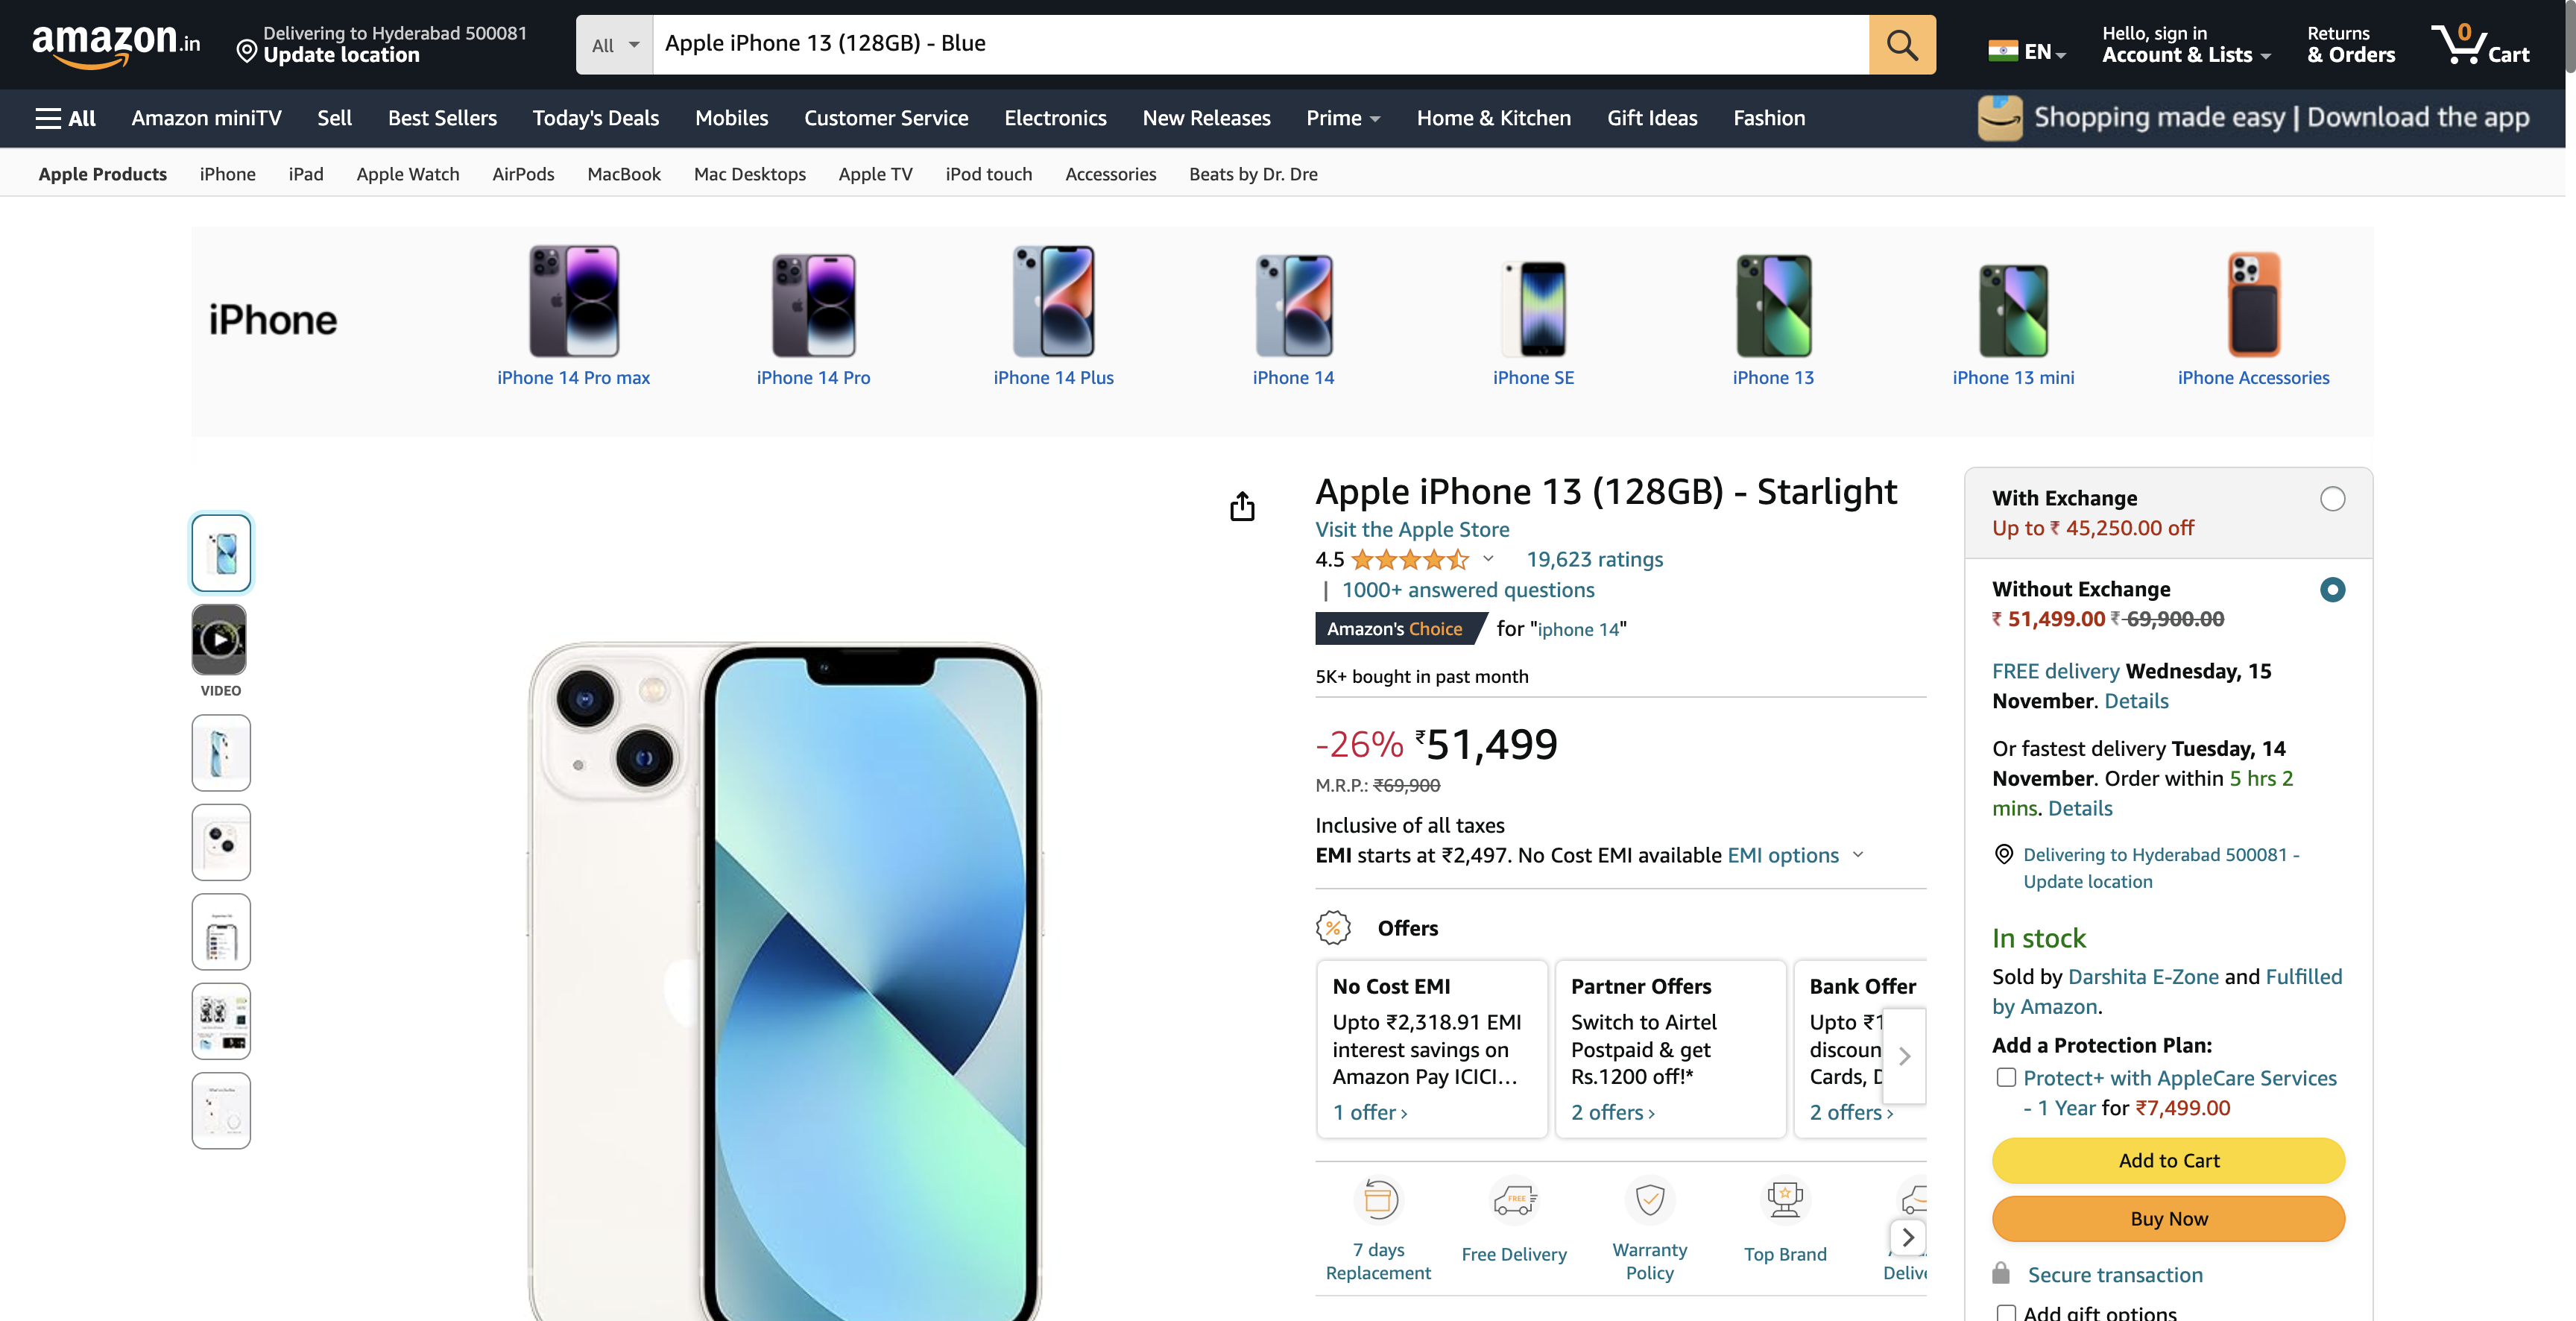 amazon.in
Delivering to Hyderabad 500081
Update location
All
Apple iPhone 13 (128GB) - Blue
EN
Hello, sign in
Account & Lists
Returns
& Orders
0
Cart
All
Amazon miniTV
Sell
Best Sellers
Today's Deals
Mobiles
Customer Service
Electronics
New Releases
Prime
Home & Kitchen
Gift Ideas
Fashion
Shopping made easy | Download the app
Apple Products
iPhone
iPad
Apple Watch
AirPods
MacBook
Mac Desktops
Apple TV
iPod touch
Accessories
Beats by Dr. Dre
iPhone
iPhone 14 Pro max
iPhone 14 Pro
iPhone 14 Plus
iPhone 14
iPhone SE
iPhone 13
iPhone 13 mini
iPhone Accessories
VIDEO
Apple iPhone 13 (128GB) - Starlight
Visit the Apple Store
4.5
19,623 ratings
| 1000+ answered questions
Amazon's Choice for "iphone 14"
5K+ bought in past month
-26% ₹51,499
M.R.P.: ₹69,900
Inclusive of all taxes
EMI starts at ₹2,497. No Cost EMI available EMI options
% Offers
No Cost EMI
Upto ₹2,318.91 EMI
interest savings on
Amazon Pay ICICI…
1 offer ›
Partner Offers
Switch to Airtel
Postpaid & get
Rs.1200 off!*
2 offers ›
Bank Offer
Upto ₹1
discoun
Cards, D
2 offers ›
7 days
Replacement
FREE
Free Delivery
Warranty
Policy
Top Brand
Delive
With Exchange
Up to ₹ 45,250.00 off
Without Exchange
₹ 51,499.00 ₹ 69,900.00
FREE delivery Wednesday, 15
November. Details
Or fastest delivery Tuesday, 14
November. Order within 5 hrs 2
mins. Details
Delivering to Hyderabad 500081 -
Update location
In stock
Sold by Darshita E-Zone and Fulfilled
by Amazon.
Add a Protection Plan:
Protect+ with AppleCare Services
- 1 Year for ₹7,499.00
Add to Cart
Buy Now
Secure transaction
Add gift options